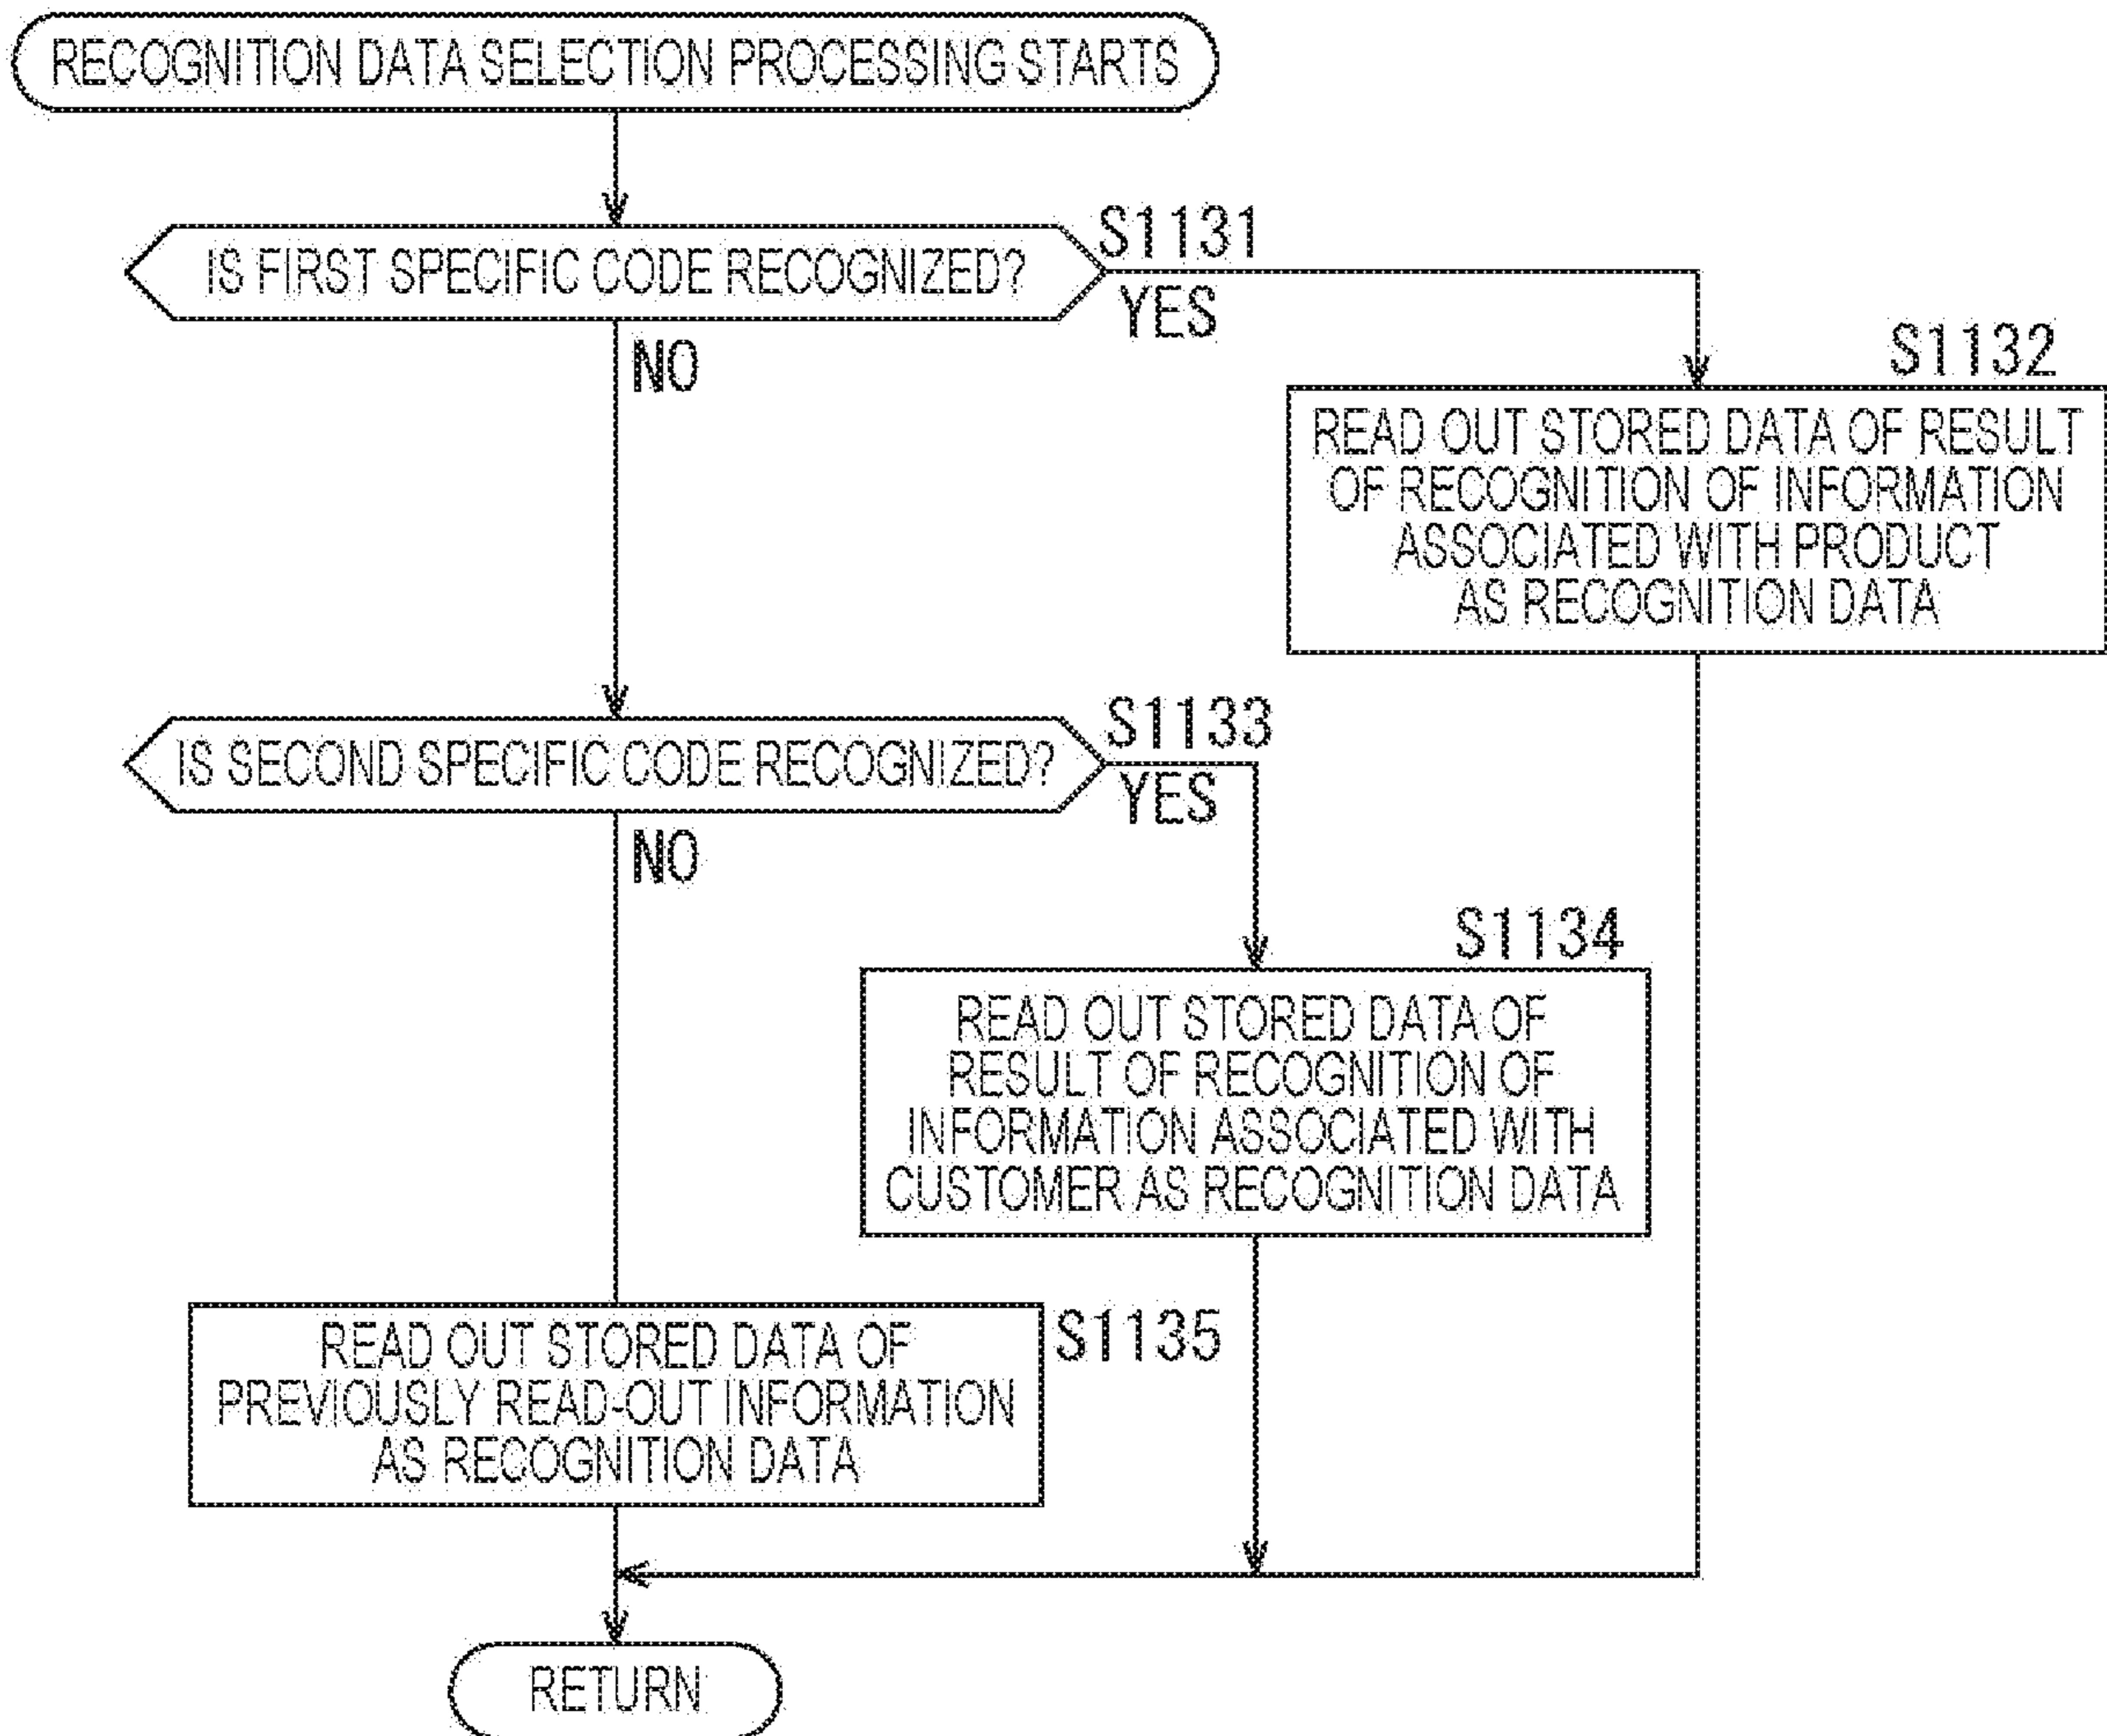 RECOGNITION DATA SELECTION PROCESSING STARTS
IS FIRST SPECIFIC CODE RECOGNIZED?
S1131
YES
NO
S1132
READ OUT STORED DATA OF RESULT
OF RECOGNITION OF INFORMATION
ASSOCIATED WITH PRODUCT
AS RECOGNITION DATA
IS SECOND SPECIFIC CODE RECOGNIZED?
S1133
YES
NO
S1134
READ OUT STORED DATA OF
RESULT OF RECOGNITION OF
INFORMATION ASSOCIATED WITH
CUSTOMER AS RECOGNITION DATA
READ OUT STORED DATA OF
PREVIOUSLY READ-OUT INFORMATION
AS RECOGNITION DATA
S1135
RETURN